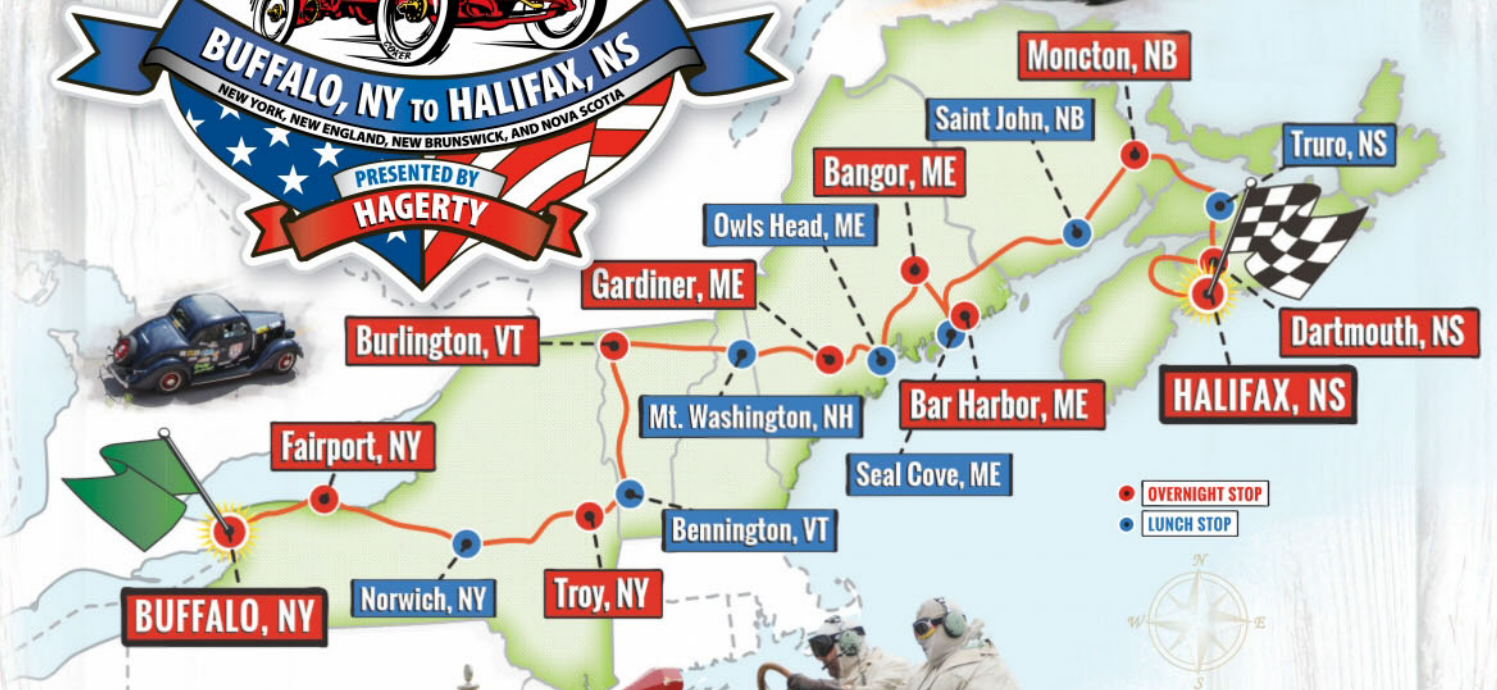 COKER
BUFFALO, NY TO HALIFAX, NS
NEW YORK, NEW ENGLAND, NEW BRUNSWICK, AND NOVA SCOTIA
PRESENTED BY
HAGERTY
Moncton, NB
Saint John, NB
Truro, NS
Bangor, ME
Owls Head, ME
Gardiner, ME
Burlington, VT
Dartmouth, NS
HALIFAX, NS
Mt. Washington, NH
Bar Harbor, ME
Fairport, NY
Seal Cove, ME
OVERNIGHT STOP
LUNCH STOP
Bennington, VT
Norwich, NY
Troy, NY
BUFFALO, NY
N
W
E
S